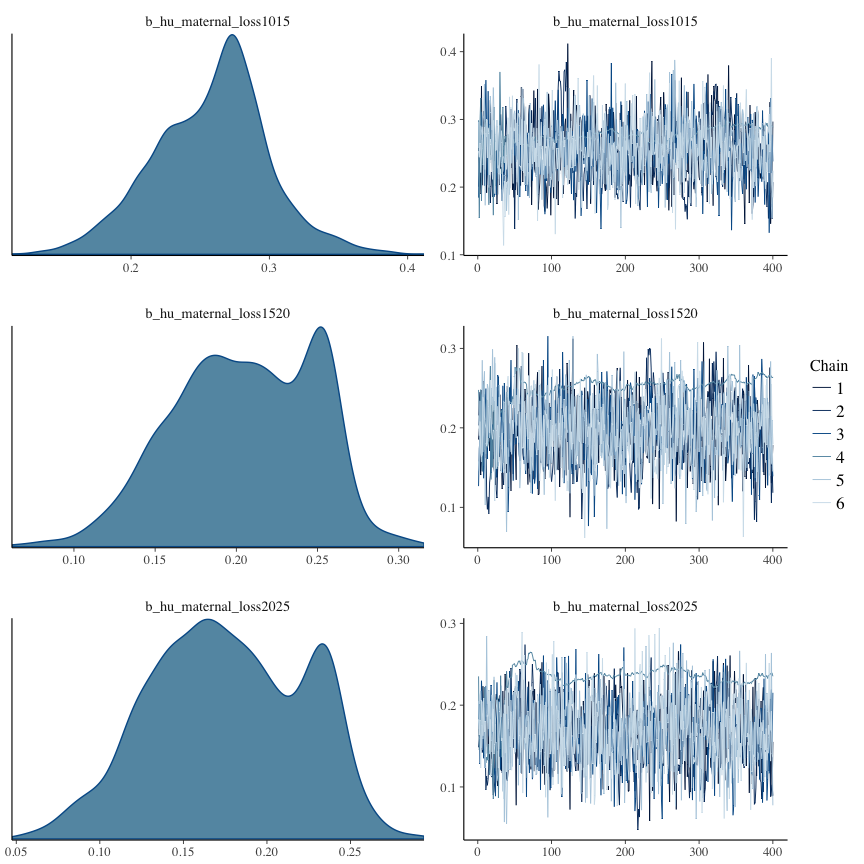 b_hu_maternal_loss1015
0.2 0.3 0.4
b_hu_maternal_loss1015
0.4
0.3
0.2
0.1
0 100 200 300 400
b_hu_maternal_loss1520
0.10 0.15 0.20 0.25 0.30
b_hu_maternal_loss1520
0.3
0.2
0.1
0 100 200 300 400
b_hu_maternal_loss2025
0.05 0.10 0.15 0.20 0.25
b_hu_maternal_loss2025
0.3
0.2
0.1
0 100 200 300 400
Chain
1
2
3
4
5
6